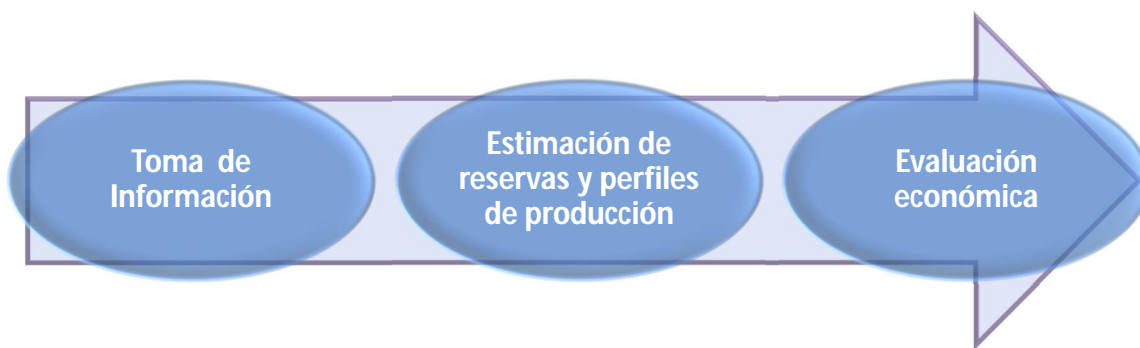 Toma de
Información
Estimación de
reservas y perfiles
de producción
Evaluación
económica